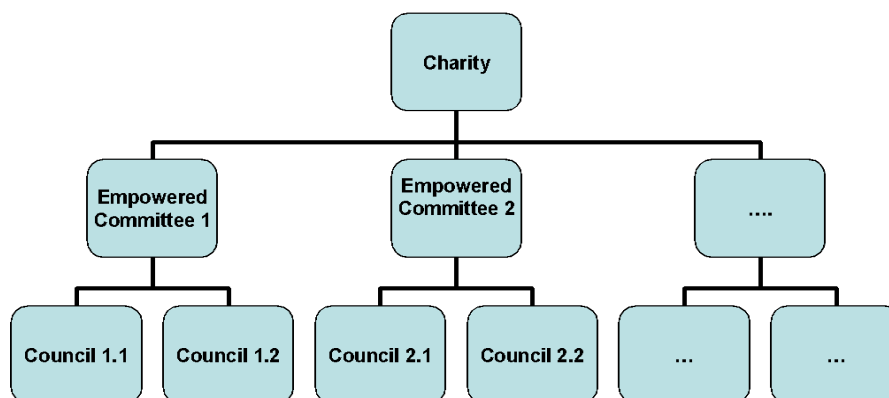 Charity
Empowered
Committee 1
Empowered
Committee 2
....
Council 1.1
Council 1.2
Council 2.1
Council 2.2
...
...